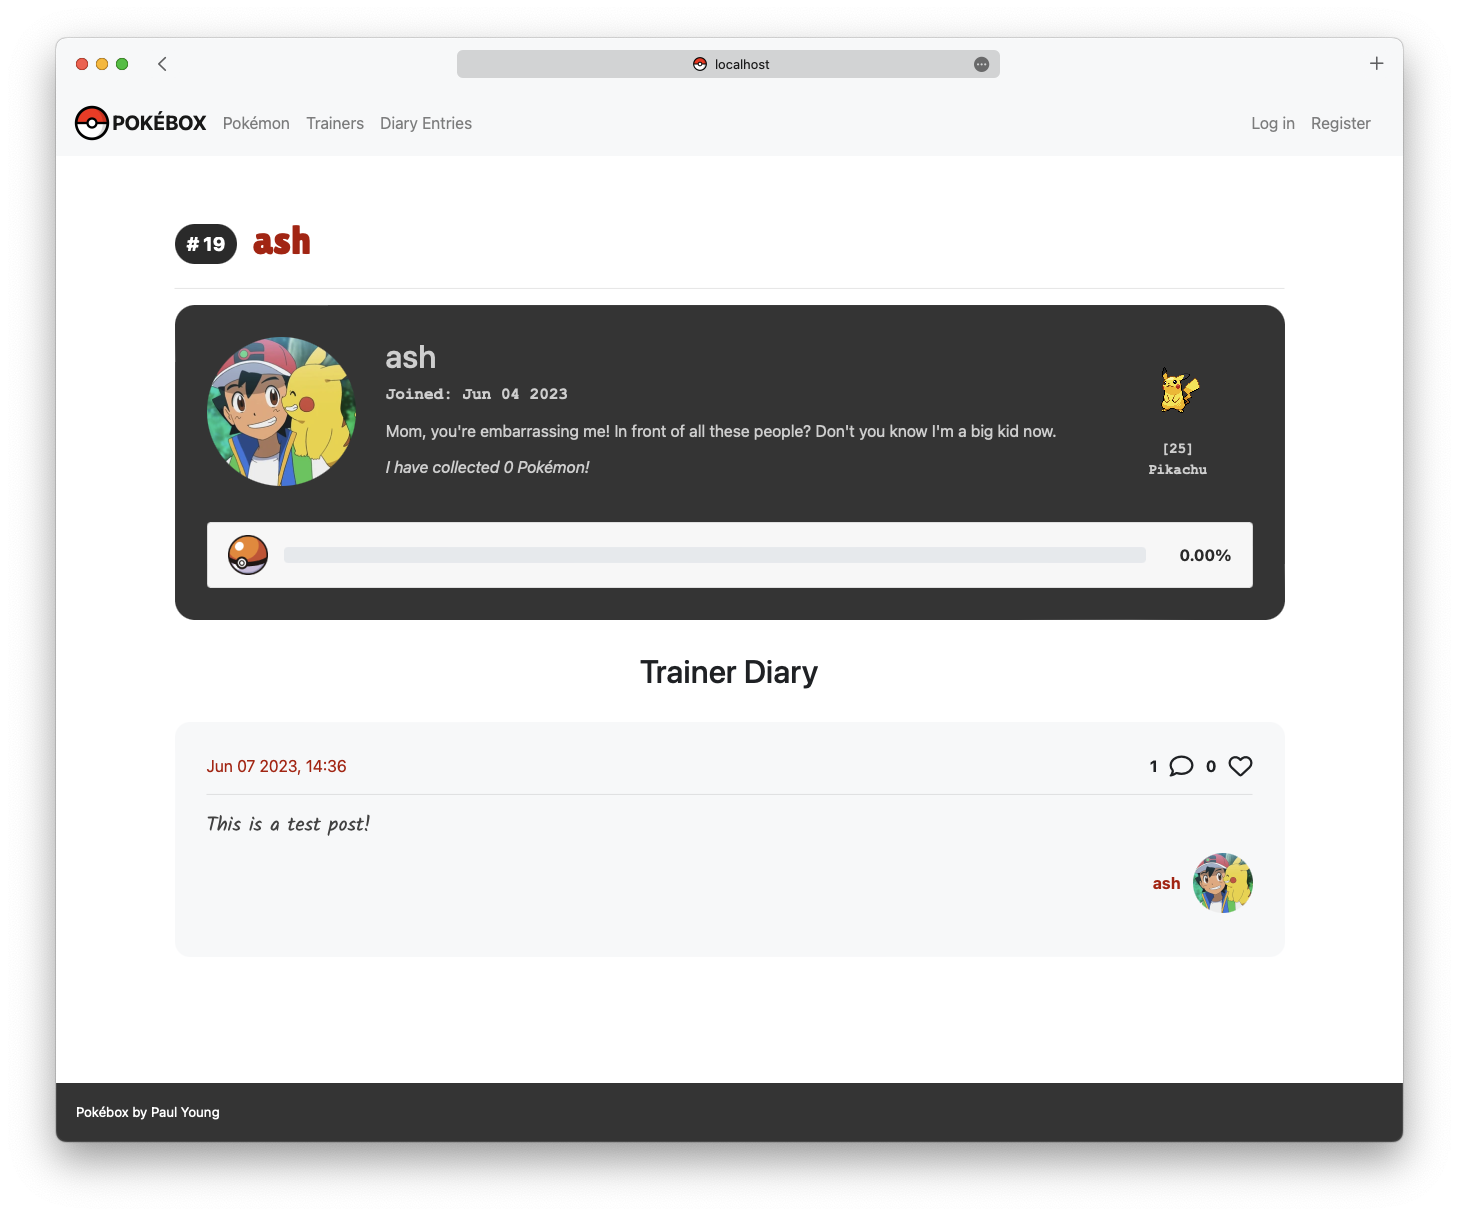 localhost
POKÉBOX Pokémon Trainers Diary Entries Log in Register
#19 ash
ash
Joined: Jun 04 2023
Mom, you're embarrassing me! In front of all these people? Don't you know I'm a big kid now.
I have collected 0 Pokémon!
[25]
Pikachu
0.00%
Trainer Diary
Jun 07 2023, 14:36 1 0
This is a test post!
ash
Pokébox by Paul Young